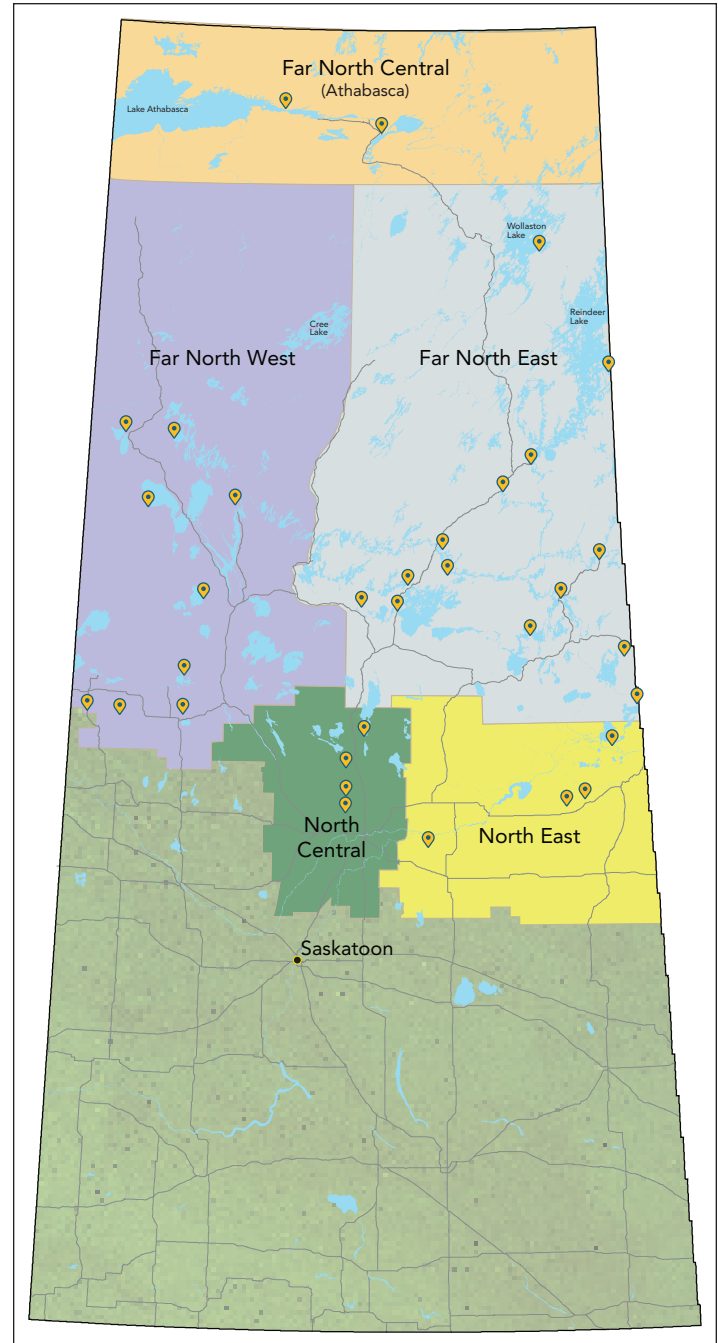 Far North Central
(Athabasca)
Lake Athabasca
Wollaston
Lake
Reindeer
Lake
Cree
Lake
Far North West
Far North East
North
Central
North East
Saskatoon